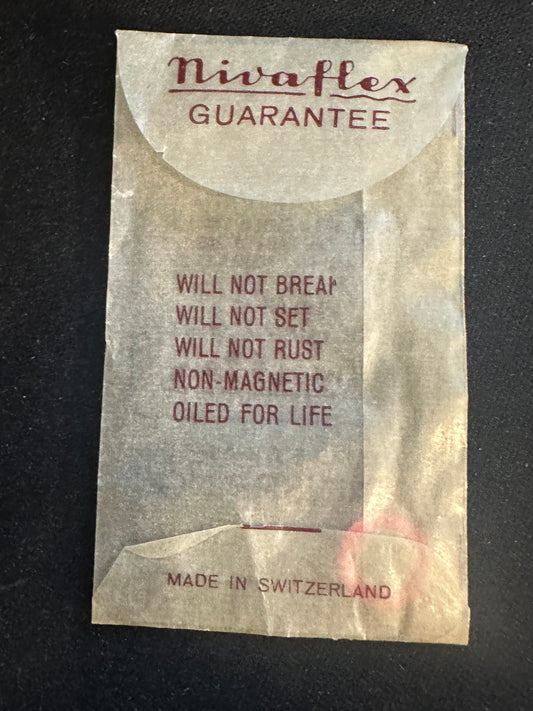 Nivaflex
GUARANTEE
WILL NOT BREAK
WILL NOT SET
WILL NOT RUST
NON-MAGNETIC
OILED FOR LIFE
MADE IN SWITZERLAND